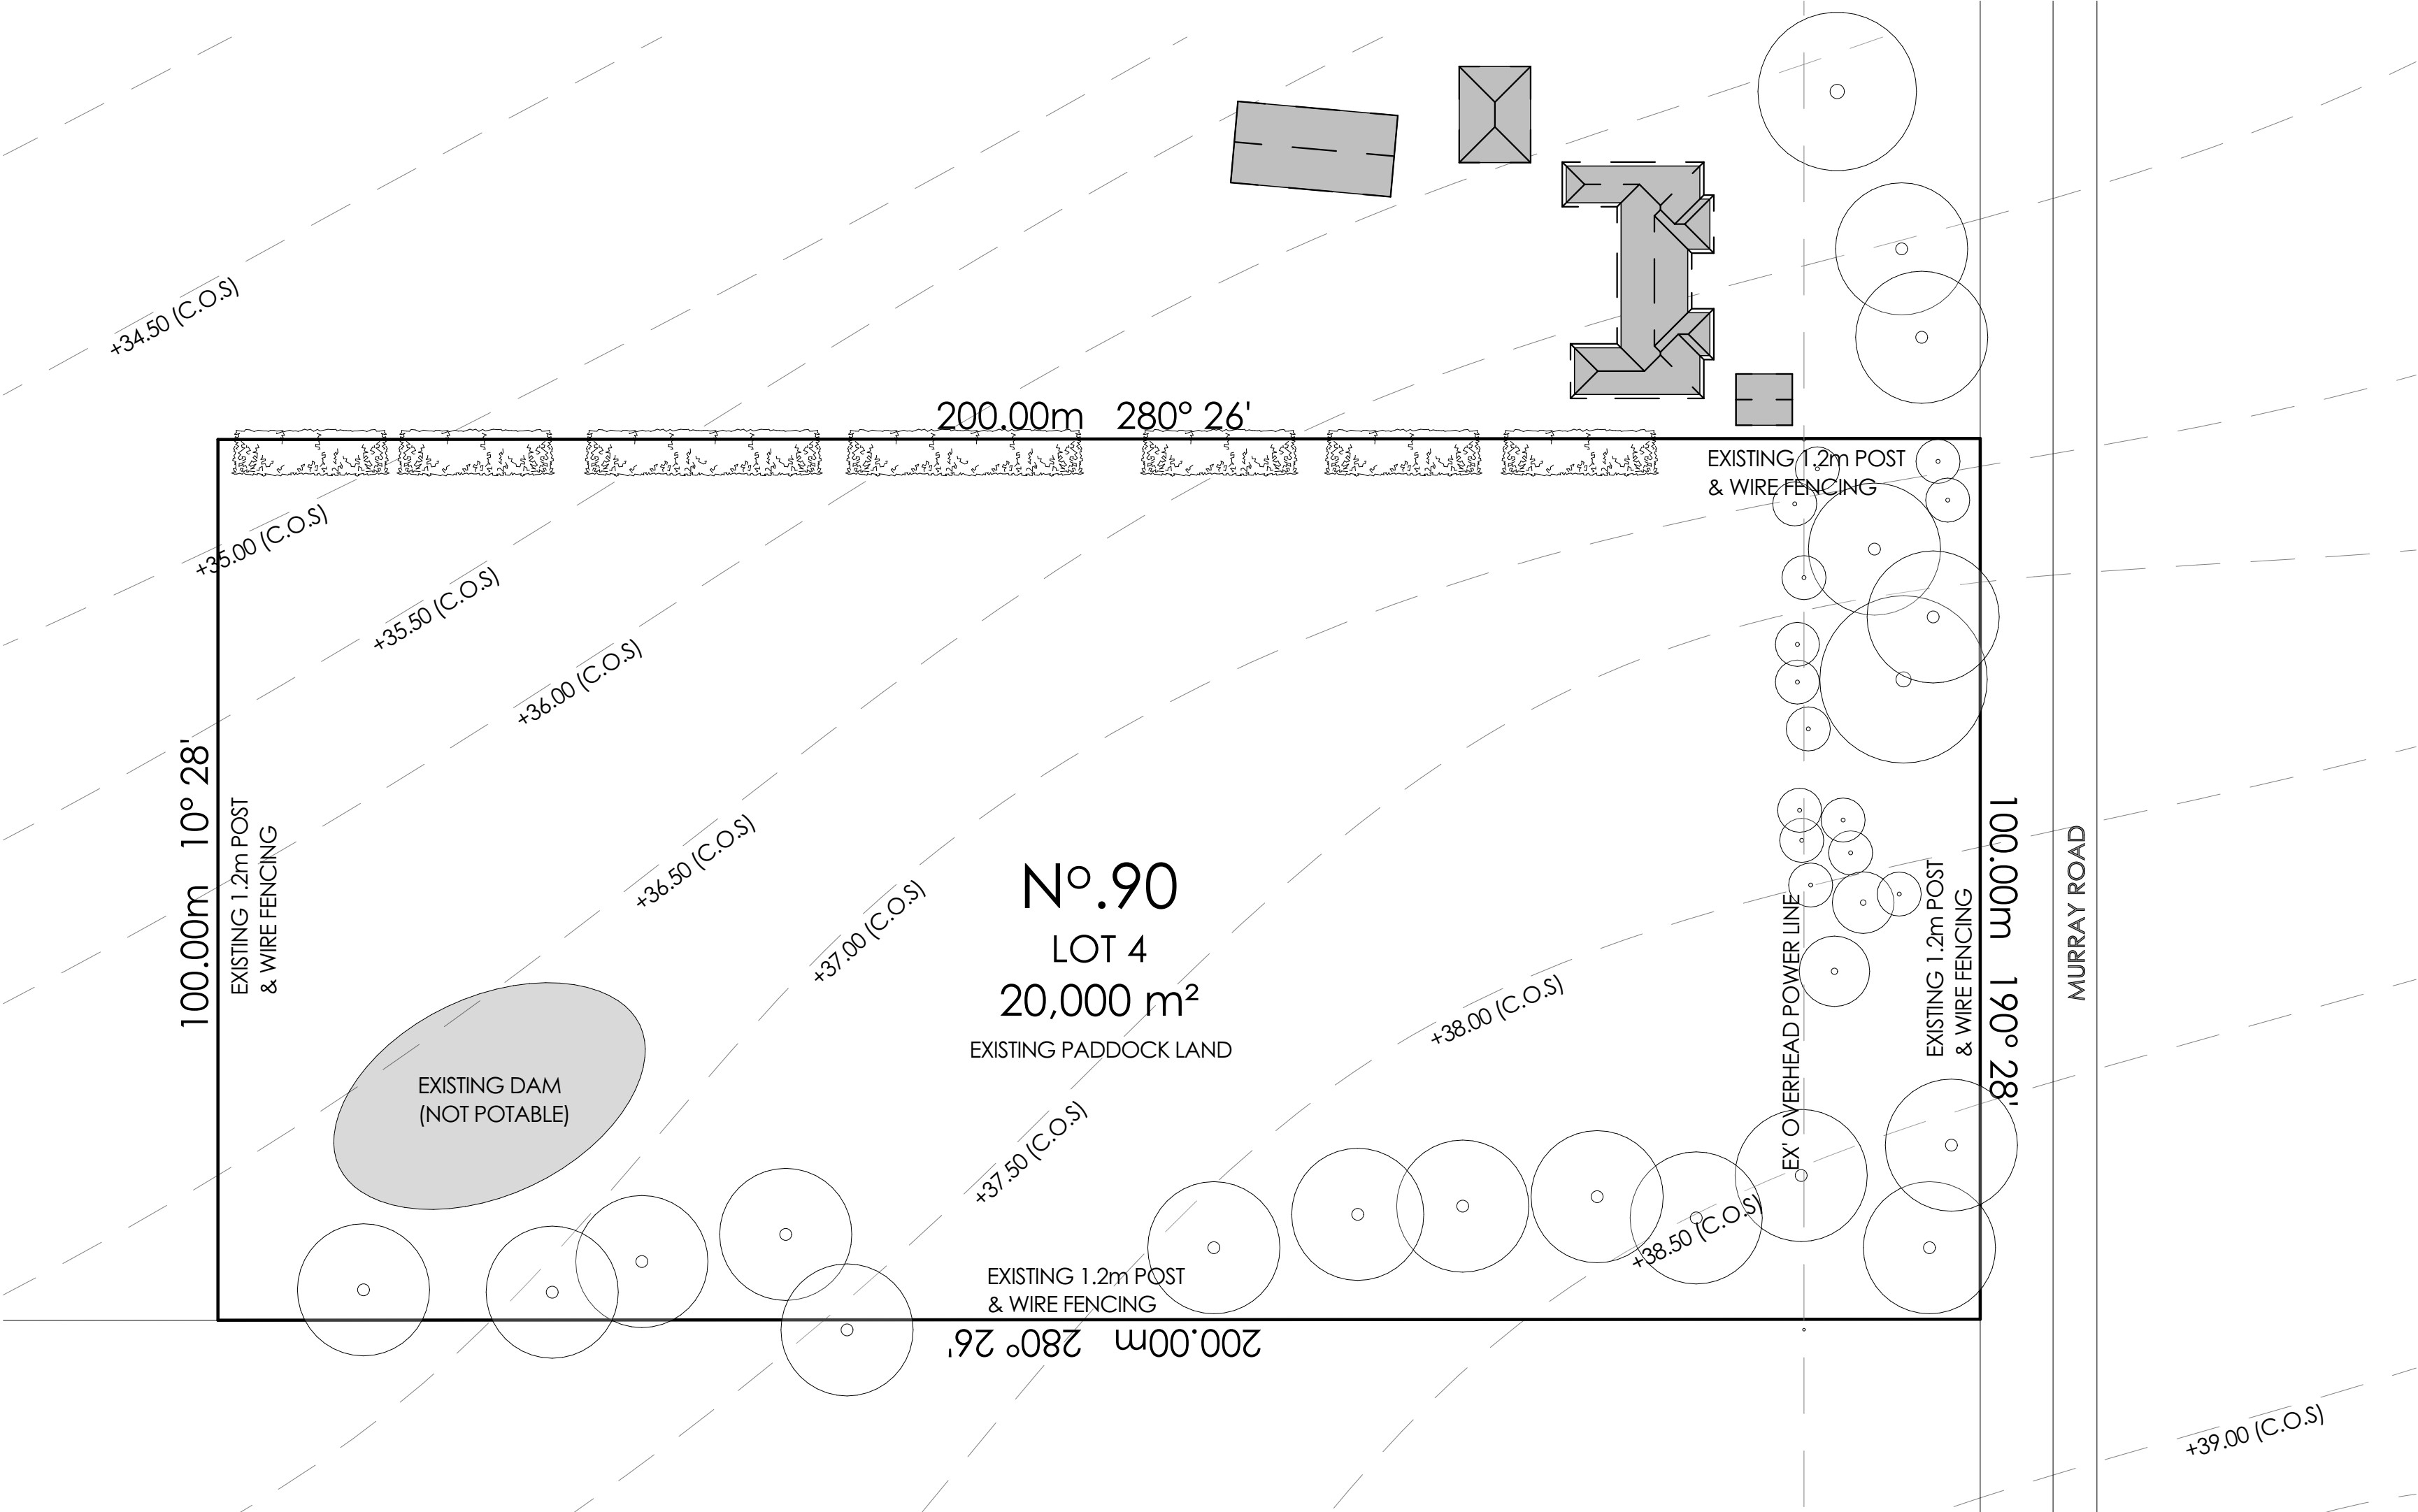 +34.50 (C.O.S)
200.00m 280° 26'
EXISTING 1.2m POST
& WIRE FENCING
+35.00 (C.O.S)
+35.50 (C.O.S)
+36.00 (C.O.S)
100.00m 10° 28'
EXISTING 1.2m POST
& WIRE FENCING
+36.50 (C.O.S)
+37.00 (C.O.S)
Nº.90
LOT 4
20,000 m²
EXISTING PADDOCK LAND
+38.00 (C.O.S)
EX' OVERHEAD POWER LINE
EXISTING 1.2m POST
& WIRE FENCING
100.00m 190° 28'
MURRAY ROAD
EXISTING DAM
(NOT POTABLE)
+37.50 (C.O.S)
+38.50 (C.O.S)
EXISTING 1.2m POST
& WIRE FENCING
200.00m 280° 26'
+39.00 (C.O.S)